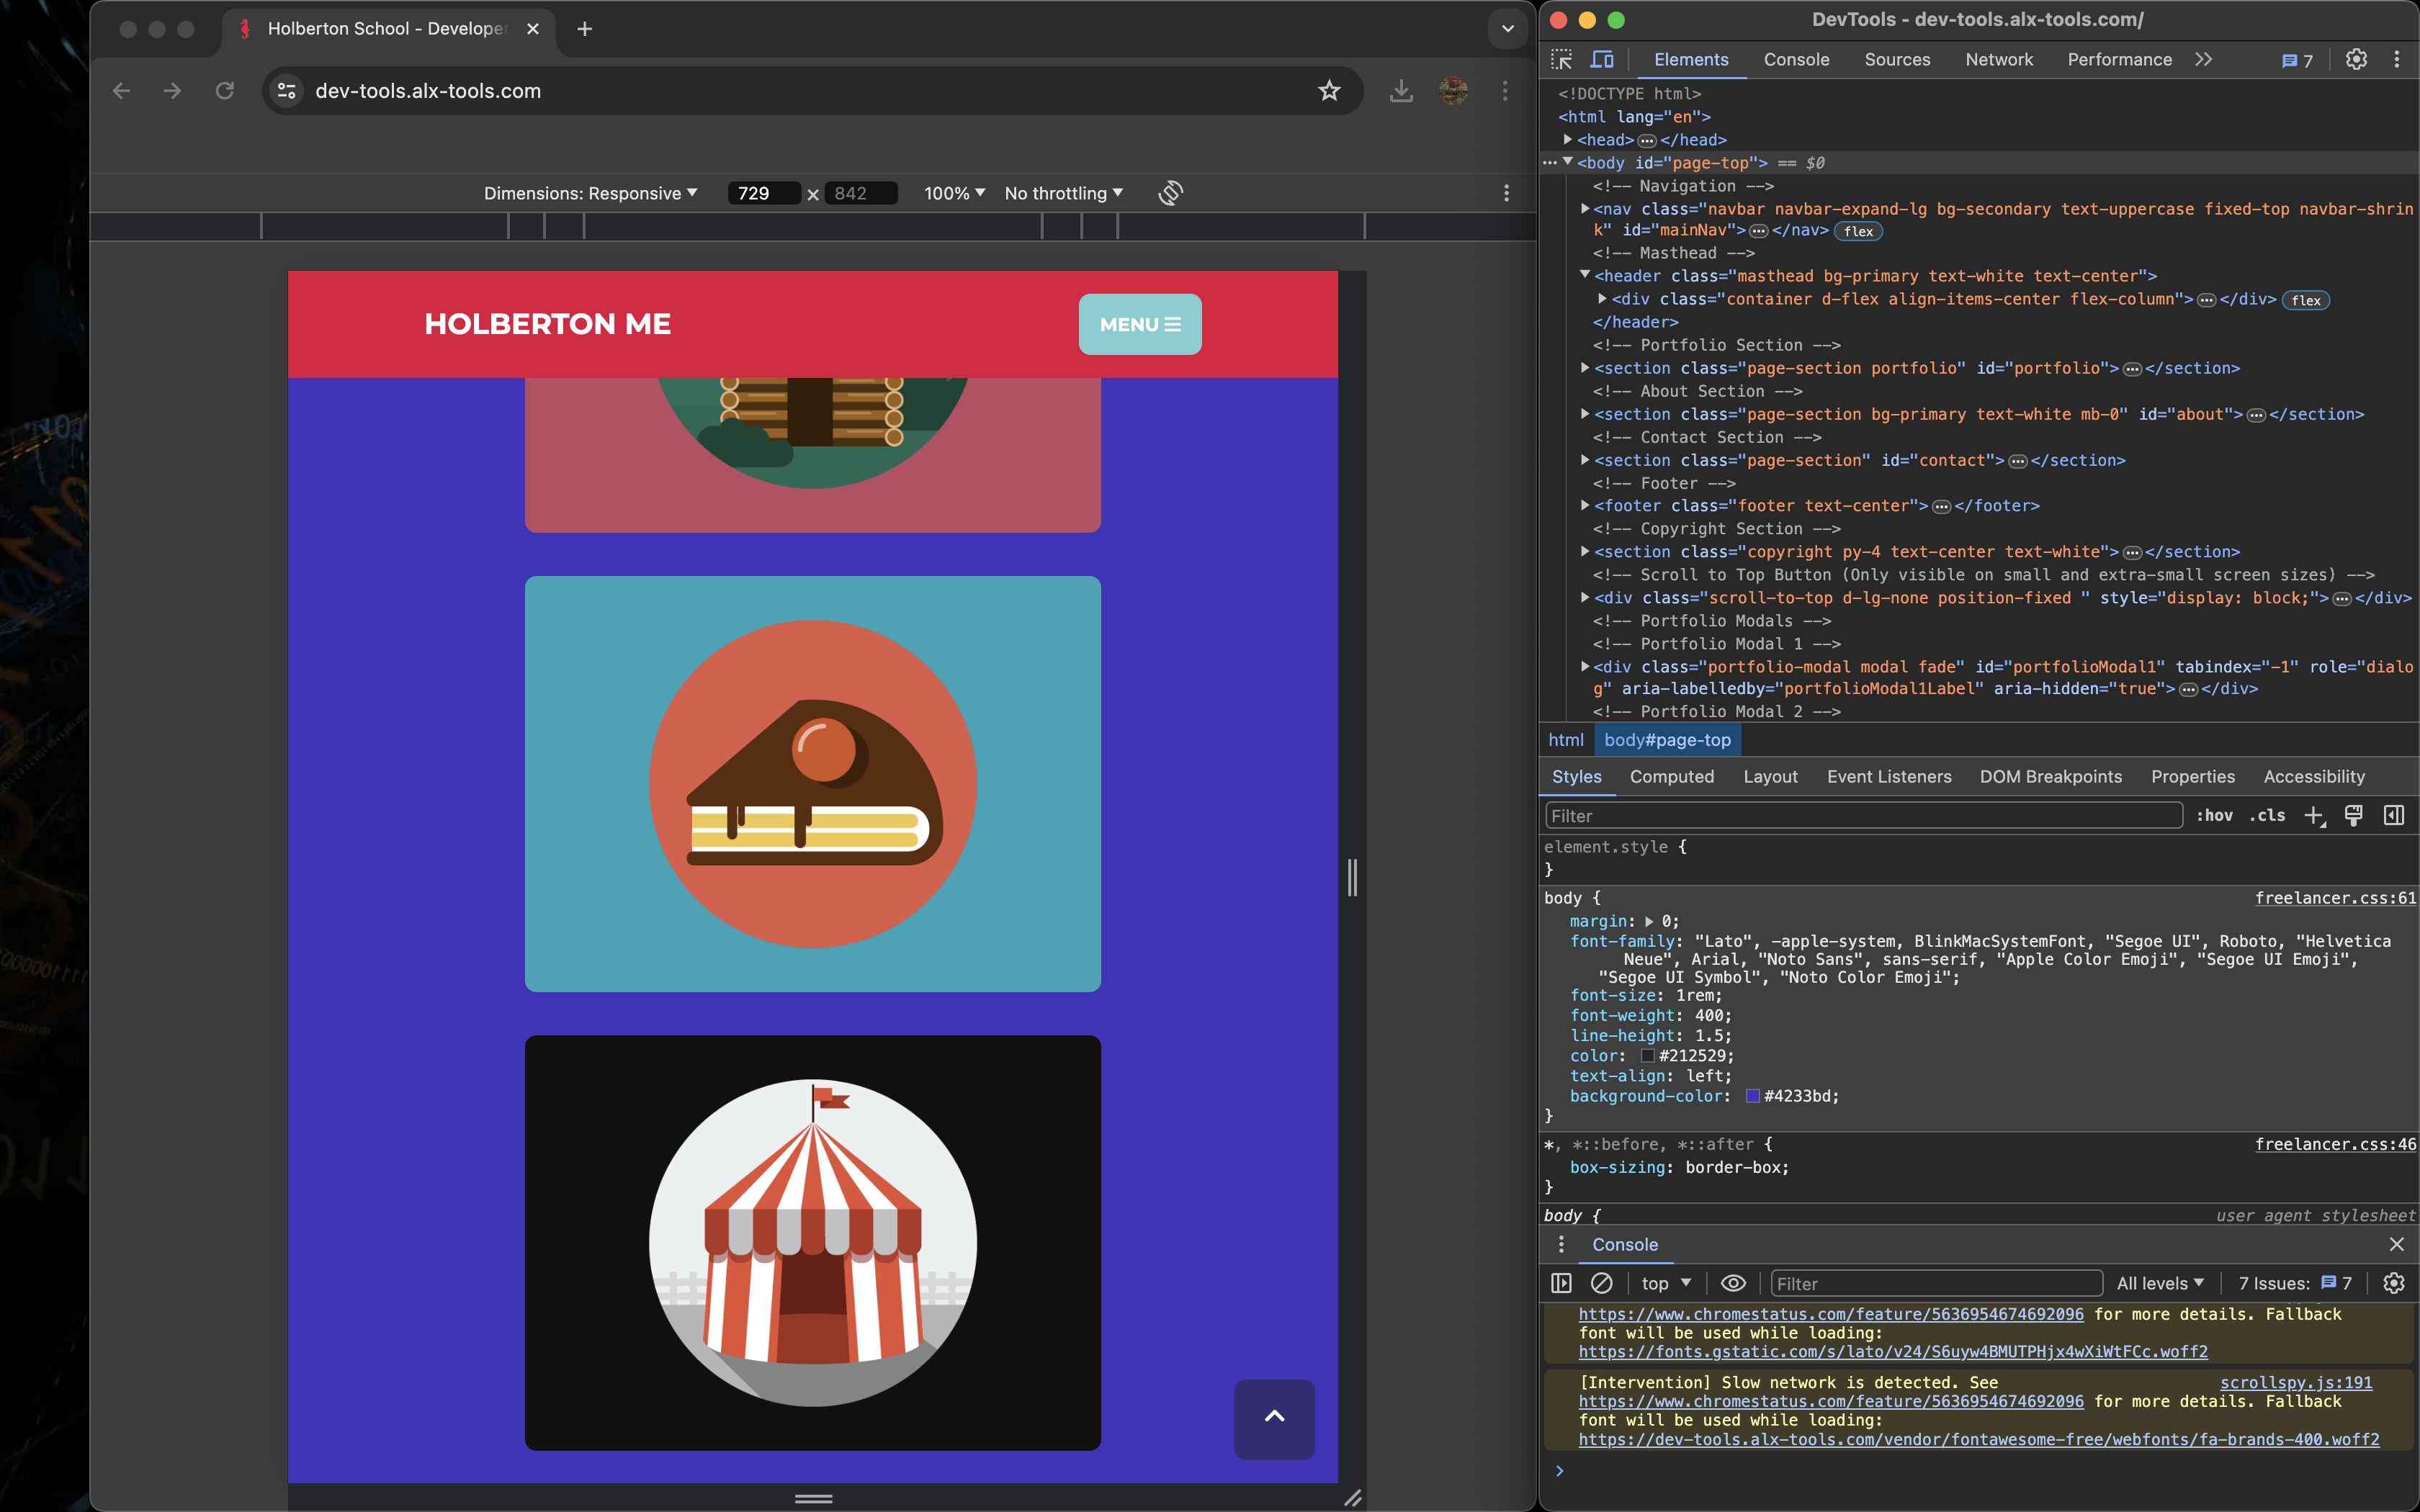 Holberton School - Develope
dev-tools.alx-tools.com
Dimensions: Responsive
729 × 842
100%
No throttling
HOLBERTON ME
MENU
DevTools - dev-tools.alx-tools.com/
Elements Console Sources Network Performance 7
<!DOCTYPE html>
<html lang="en">
<head> </head>
<body id="page-top"> == $0
<!-- Navigation -->
<nav class="navbar navbar-expand-lg bg-secondary text-uppercase fixed-top navbar-shrin
k" id="mainNav"> </nav> flex
<!-- Masthead -->
<header class="masthead bg-primary text-white text-center">
<div class="container d-flex align-items-center flex-column"> </div> flex
</header>
<!-- Portfolio Section -->
<section class="page-section portfolio" id="portfolio"> </section>
<!-- About Section -->
<section class="page-section bg-primary text-white mb-0" id="about"> </section>
<!-- Contact Section -->
<section class="page-section" id="contact"> </section>
<!-- Footer -->
<footer class="footer text-center"> </footer>
<!-- Copyright Section -->
<section class="copyright py-4 text-center text-white"> </section>
<!-- Scroll to Top Button (Only visible on small and extra-small screen sizes) -->
<div class="scroll-to-top d-lg-none position-fixed " style="display: block;"> </div>
<!-- Portfolio Modals -->
<!-- Portfolio Modal 1 -->
<div class="portfolio-modal modal fade" id="portfolioModal1" tabindex="-1" role="dialo
g" aria-labelledby="portfolioModal1Label" aria-hidden="true"> </div>
<!-- Portfolio Modal 2 -->
html body#page-top
Styles Computed Layout Event Listeners DOM Breakpoints Properties Accessibility
Filter :hov .cls
element.style {
}
body { freelancer.css:61
margin: 0;
font-family: "Lato", -apple-system, BlinkMacSystemFont, "Segoe UI", Roboto, "Helvetica
Neue", Arial, "Noto Sans", sans-serif, "Apple Color Emoji", "Segoe UI Emoji",
"Segoe UI Symbol", "Noto Color Emoji";
font-size: 1rem;
font-weight: 400;
line-height: 1.5;
color: #212529;
text-align: left;
background-color: #4233bd;
}
*, *::before, *::after { freelancer.css:46
box-sizing: border-box;
}
body { user agent stylesheet
Console
top Filter All levels 7 Issues: 7
https://www.chromestatus.com/feature/5636954674692096 for more details. Fallback
font will be used while loading:
https://fonts.gstatic.com/s/lato/v24/S6uyw4BMUTPHjx4wXiWtFCc.woff2
[Intervention] Slow network is detected. See scrollspy.js:191
https://www.chromestatus.com/feature/5636954674692096 for more details. Fallback
font will be used while loading:
https://dev-tools.alx-tools.com/vendor/fontawesome-free/webfonts/fa-brands-400.woff2